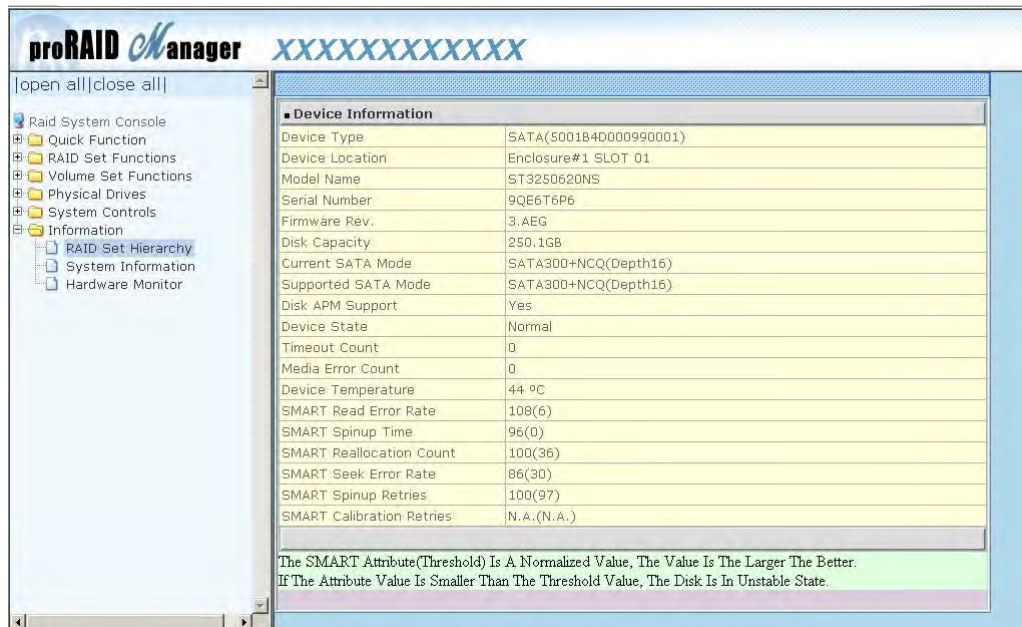 proRAID Manager XXXXXXXXXXXX
|open all|close all|
Raid System Console
Quick Function
RAID Set Functions
Volume Set Functions
Physical Drives
System Controls
Information
RAID Set Hierarchy
System Information
Hardware Monitor
Device Information
Device Type SATA(5001B4D000990001)
Device Location Enclosure#1 SLOT 01
Model Name ST3250620NS
Serial Number 9QE6T6P6
Firmware Rev. 3.AEG
Disk Capacity 250.1GB
Current SATA Mode SATA300+NCQ(Depth16)
Supported SATA Mode SATA300+NCQ(Depth16)
Disk APM Support Yes
Device State Normal
Timeout Count 0
Media Error Count 0
Device Temperature 44 ºC
SMART Read Error Rate 108(6)
SMART Spinup Time 96(0)
SMART Reallocation Count 100(36)
SMART Seek Error Rate 86(30)
SMART Spinup Retries 100(97)
SMART Calibration Retries N.A.(N.A.)
The SMART Attribute(Threshold) Is A Normalized Value, The Value Is The Larger The Better.
If The Attribute Value Is Smaller Than The Threshold Value, The Disk Is In Unstable State.